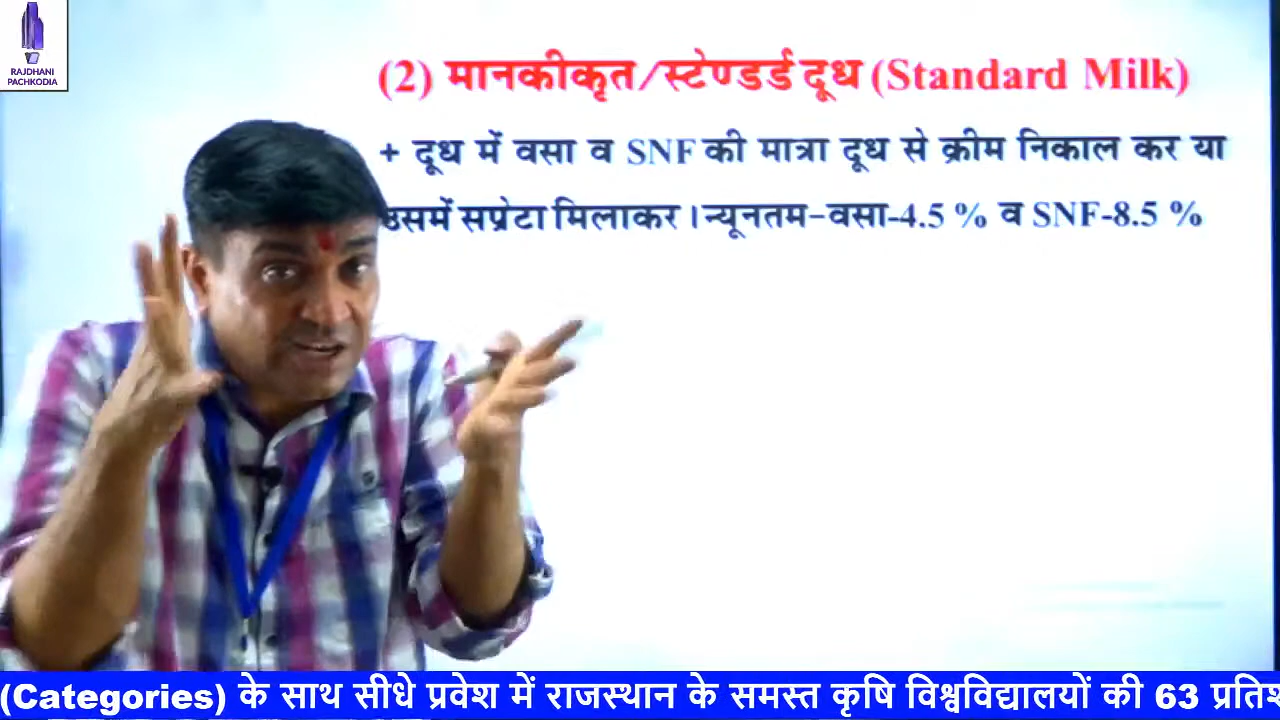 RAJDHANI
PACHKODIA
(2) मानकीकृत/स्टेण्डर्ड दूध (Standard Milk)
+ दूध में वसा व SNF की मात्रा दूध से क्रीम निकाल कर या
उसमें सप्रेटा मिलाकर। न्यूनतम-वसा-4.5 % व SNF-8.5 %
(Categories) के साथ सीधे प्रवेश में राजस्थान के समस्त कृषि विश्वविद्यालयों की 63 प्रतिश